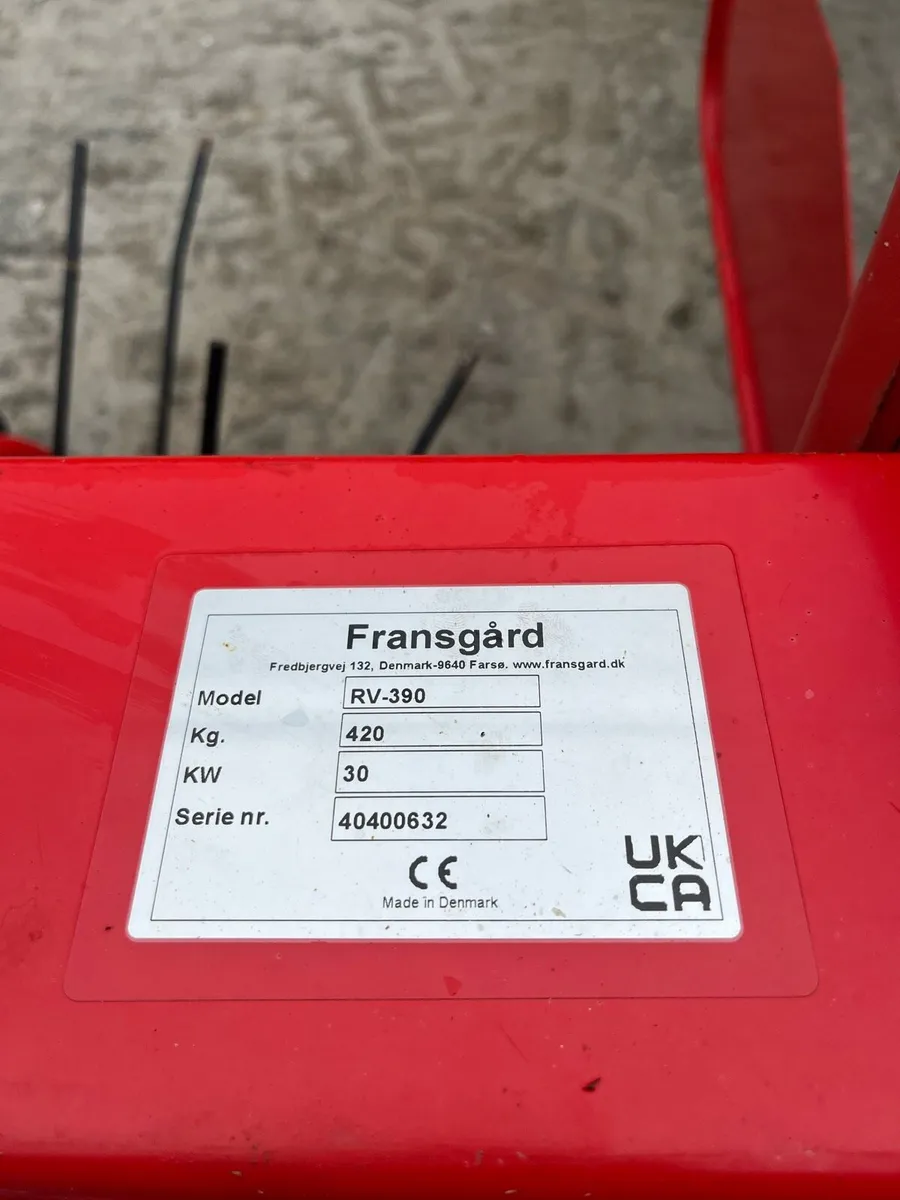 Fransgård
Fredbjergvej 132, Denmark-9640 Farsø. www.fransgard.dk
Model RV-390
Kg. 420
KW 30
Serie nr. 40400632
CE
Made in Denmark
UK
CA